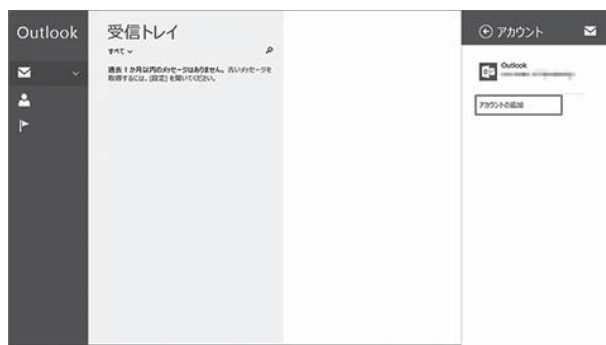 Outlook
受信トレイ
すべて
過去 1 か月以内のメッセージはありません。古いメッセージを
取得するには、[設定] を開いてください。
アカウント
Outlook
アカウントの追加